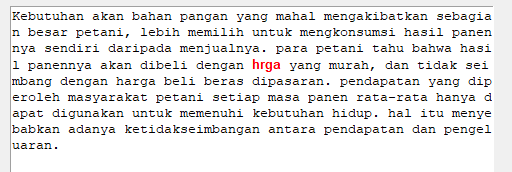 Kebutuhan akan bahan pangan yang mahal mengakibatkan sebagia
n besar petani, lebih memilih untuk mengkonsumsi hasil panen
nya sendiri daripada menjualnya. para petani tahu bahwa hasi
l panennya akan dibeli dengan hrga yang murah, dan tidak sei
mbang dengan harga beli beras dipasaran. pendapatan yang dip
eroleh masyarakat petani setiap masa panen rata-rata hanya d
apat digunakan untuk memenuhi kebutuhan hidup. hal itu menye
babkan adanya ketidakseimbangan antara pendapatan dan pengel
uaran.